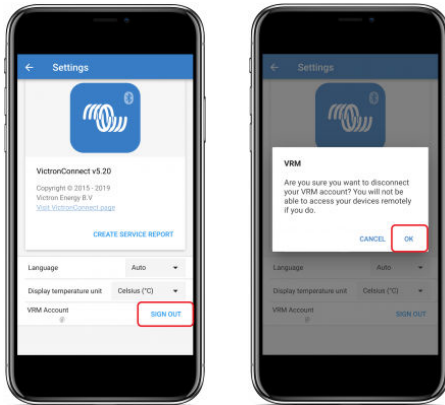 Settings
VictronConnect v5.20
Copyright © 2015 - 2019
Victron Energy B.V
Visit VictronConnect page
CREATE SERVICE REPORT
Language Auto
Display temperature unit Celsius (°C)
VRM Account SIGN OUT
Settings
VRM
Are you sure you want to disconnect
your VRM account? You will not be
able to access your devices remotely
if you do.
CANCEL OK
Language Auto
Display temperature unit Celsius (°C)
VRM Account SIGN OUT